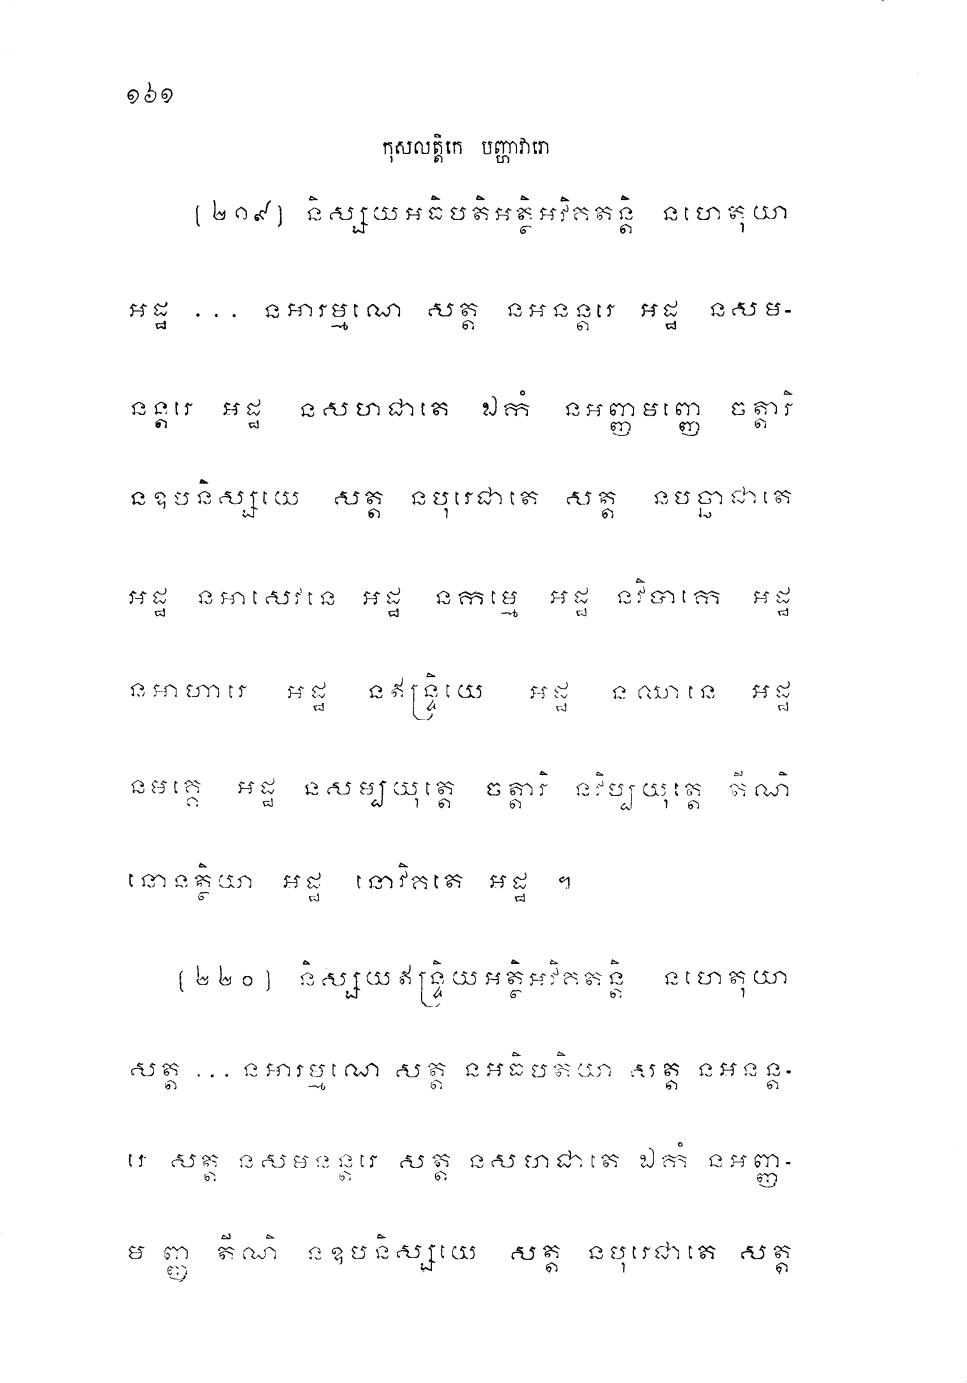 ១៦១
កុសលត្តិកេ បញ្ហាវារោ
(២១៩) និស្សយអធិបតិអត្ថិអវិគតន្តិ នហេតុយា
អដ្ឋ ... នអារម្មណេ សត្ត នអនន្តរេ អដ្ឋ នសម-
នន្តរេ អដ្ឋ នសហជាតេ ឯកំ នអញ្ញមញ្ញេ ចត្តារិ
នឧបនិស្សយេ សត្ត នបុរេជាតេ សត្ត នបច្ឆាជាតេ
អដ្ឋ នអាសេវនេ អដ្ឋ នកម្មេ អដ្ឋ នវិបាកេ អដ្ឋ
នអាហារេ អដ្ឋ នឥន្ទ្រិយេ អដ្ឋ នឈានេ អដ្ឋ
នមគ្គេ អដ្ឋ នសម្បយុត្តេ ចត្តារិ នវិប្បយុត្តេ តីណិ
នោនត្ថិយា អដ្ឋ នោវិគតេ អដ្ឋ ។
(២២០) និស្សយឥន្ទ្រិយអត្ថិអវិគតន្តិ នហេតុយា
សត្ត ... នអារម្មណេ សត្ត នអធិបតិយា សត្ត នអនន្ត-
រេ សត្ត នសមនន្តរេ សត្ត នសហជាតេ ឯកំ នអញ្ញ-
មញ្ញេ តីណិ នឧបនិស្សយេ សត្ត នបុរេជាតេ សត្ត